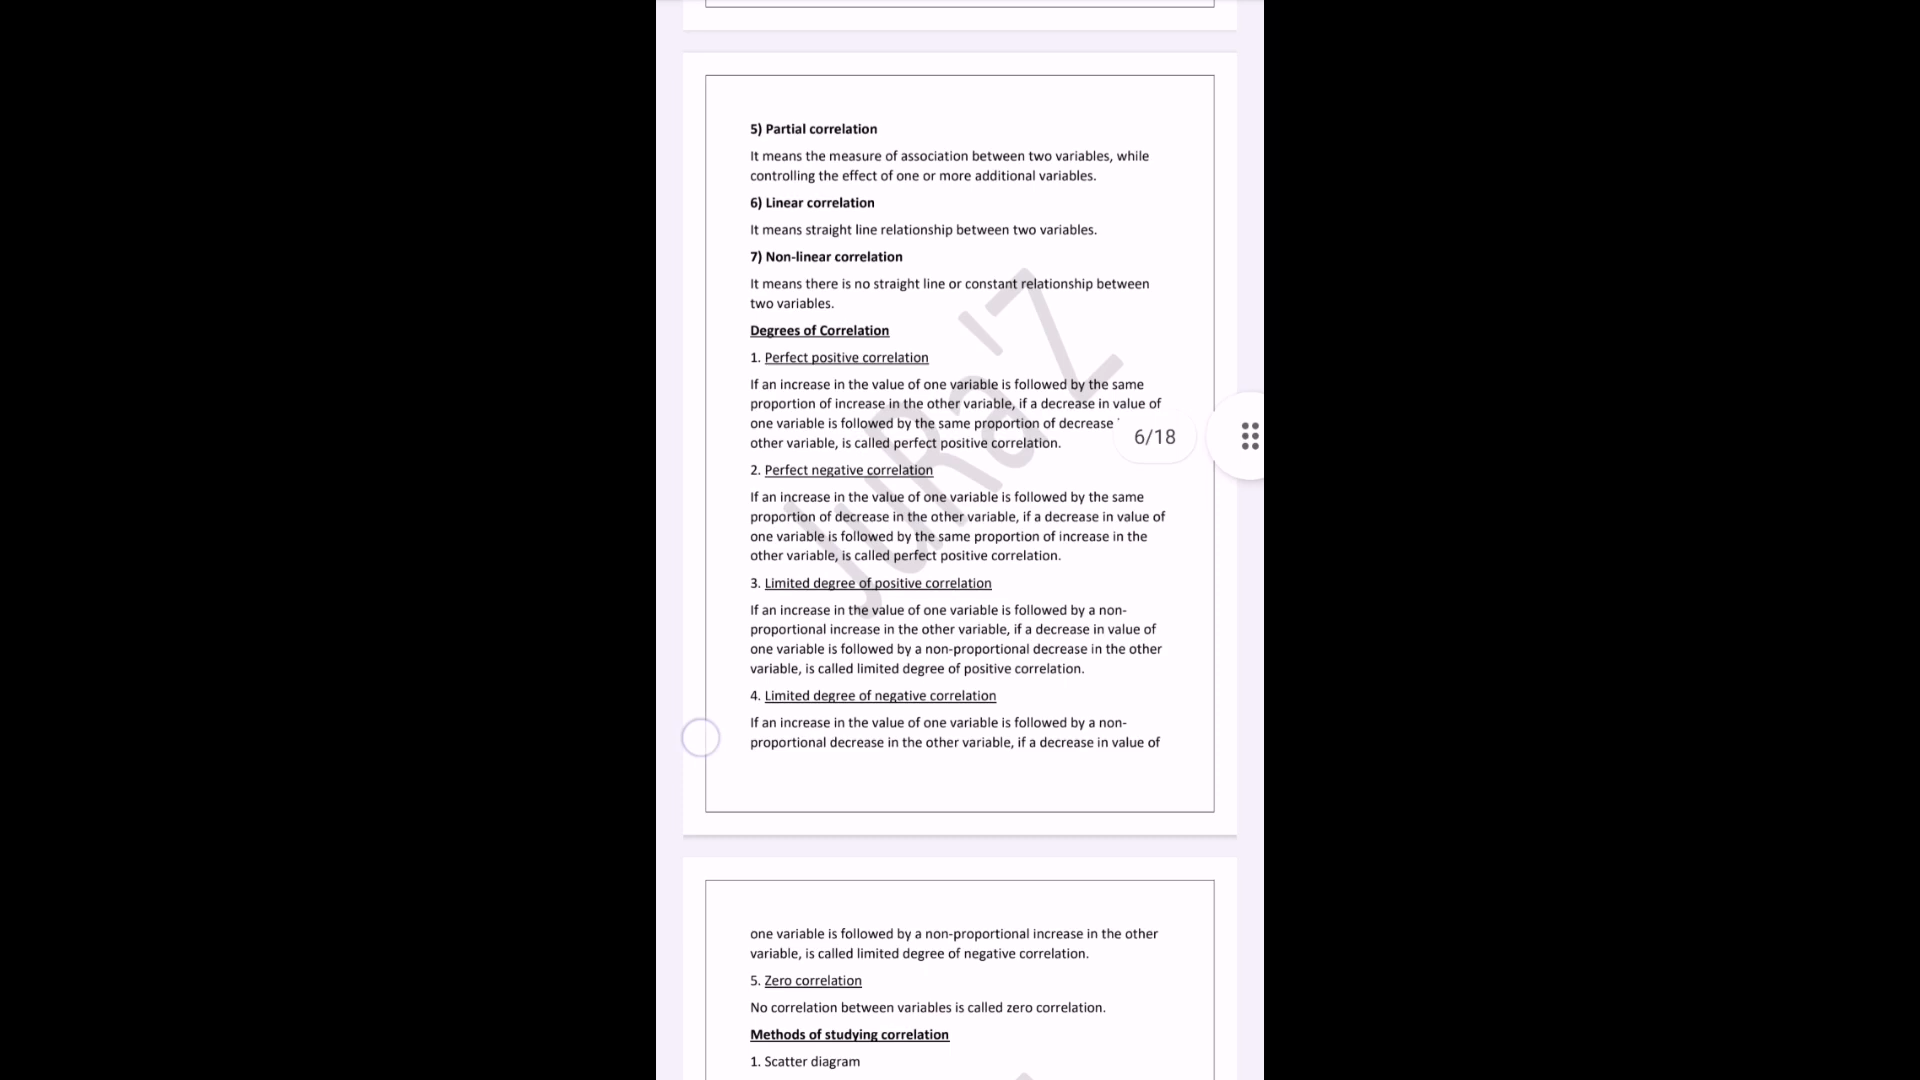 5) Partial correlation
It means the measure of association between two variables, while
controlling the effect of one or more additional variables.
6) Linear correlation
It means straight line relationship between two variables.
7) Non-linear correlation
It means there is no straight line or constant relationship between
two variables.
Degrees of Correlation
1. Perfect positive correlation
If an increase in the value of one variable is followed by the same
proportion of increase in the other variable, if a decrease in value of
one variable is followed by the same proportion of decrease
6/18
other variable, is called perfect positive correlation.
2. Perfect negative correlation
If an increase in the value of one variable is followed by the same
proportion of decrease in the other variable, if a decrease in value of
one variable is followed by the same proportion of increase in the
other variable, is called perfect positive correlation.
3. Limited degree of positive correlation
If an increase in the value of one variable is followed by a non-
proportional increase in the other variable, if a decrease in value of
one variable is followed by a non-proportional decrease in the other
variable, is called limited degree of positive correlation.
4. Limited degree of negative correlation
If an increase in the value of one variable is followed by a non-
proportional decrease in the other variable, if a decrease in value of
JURa'Z
one variable is followed by a non-proportional increase in the other
variable, is called limited degree of negative correlation.
5. Zero correlation
No correlation between variables is called zero correlation.
Methods of studying correlation
1. Scatter diagram